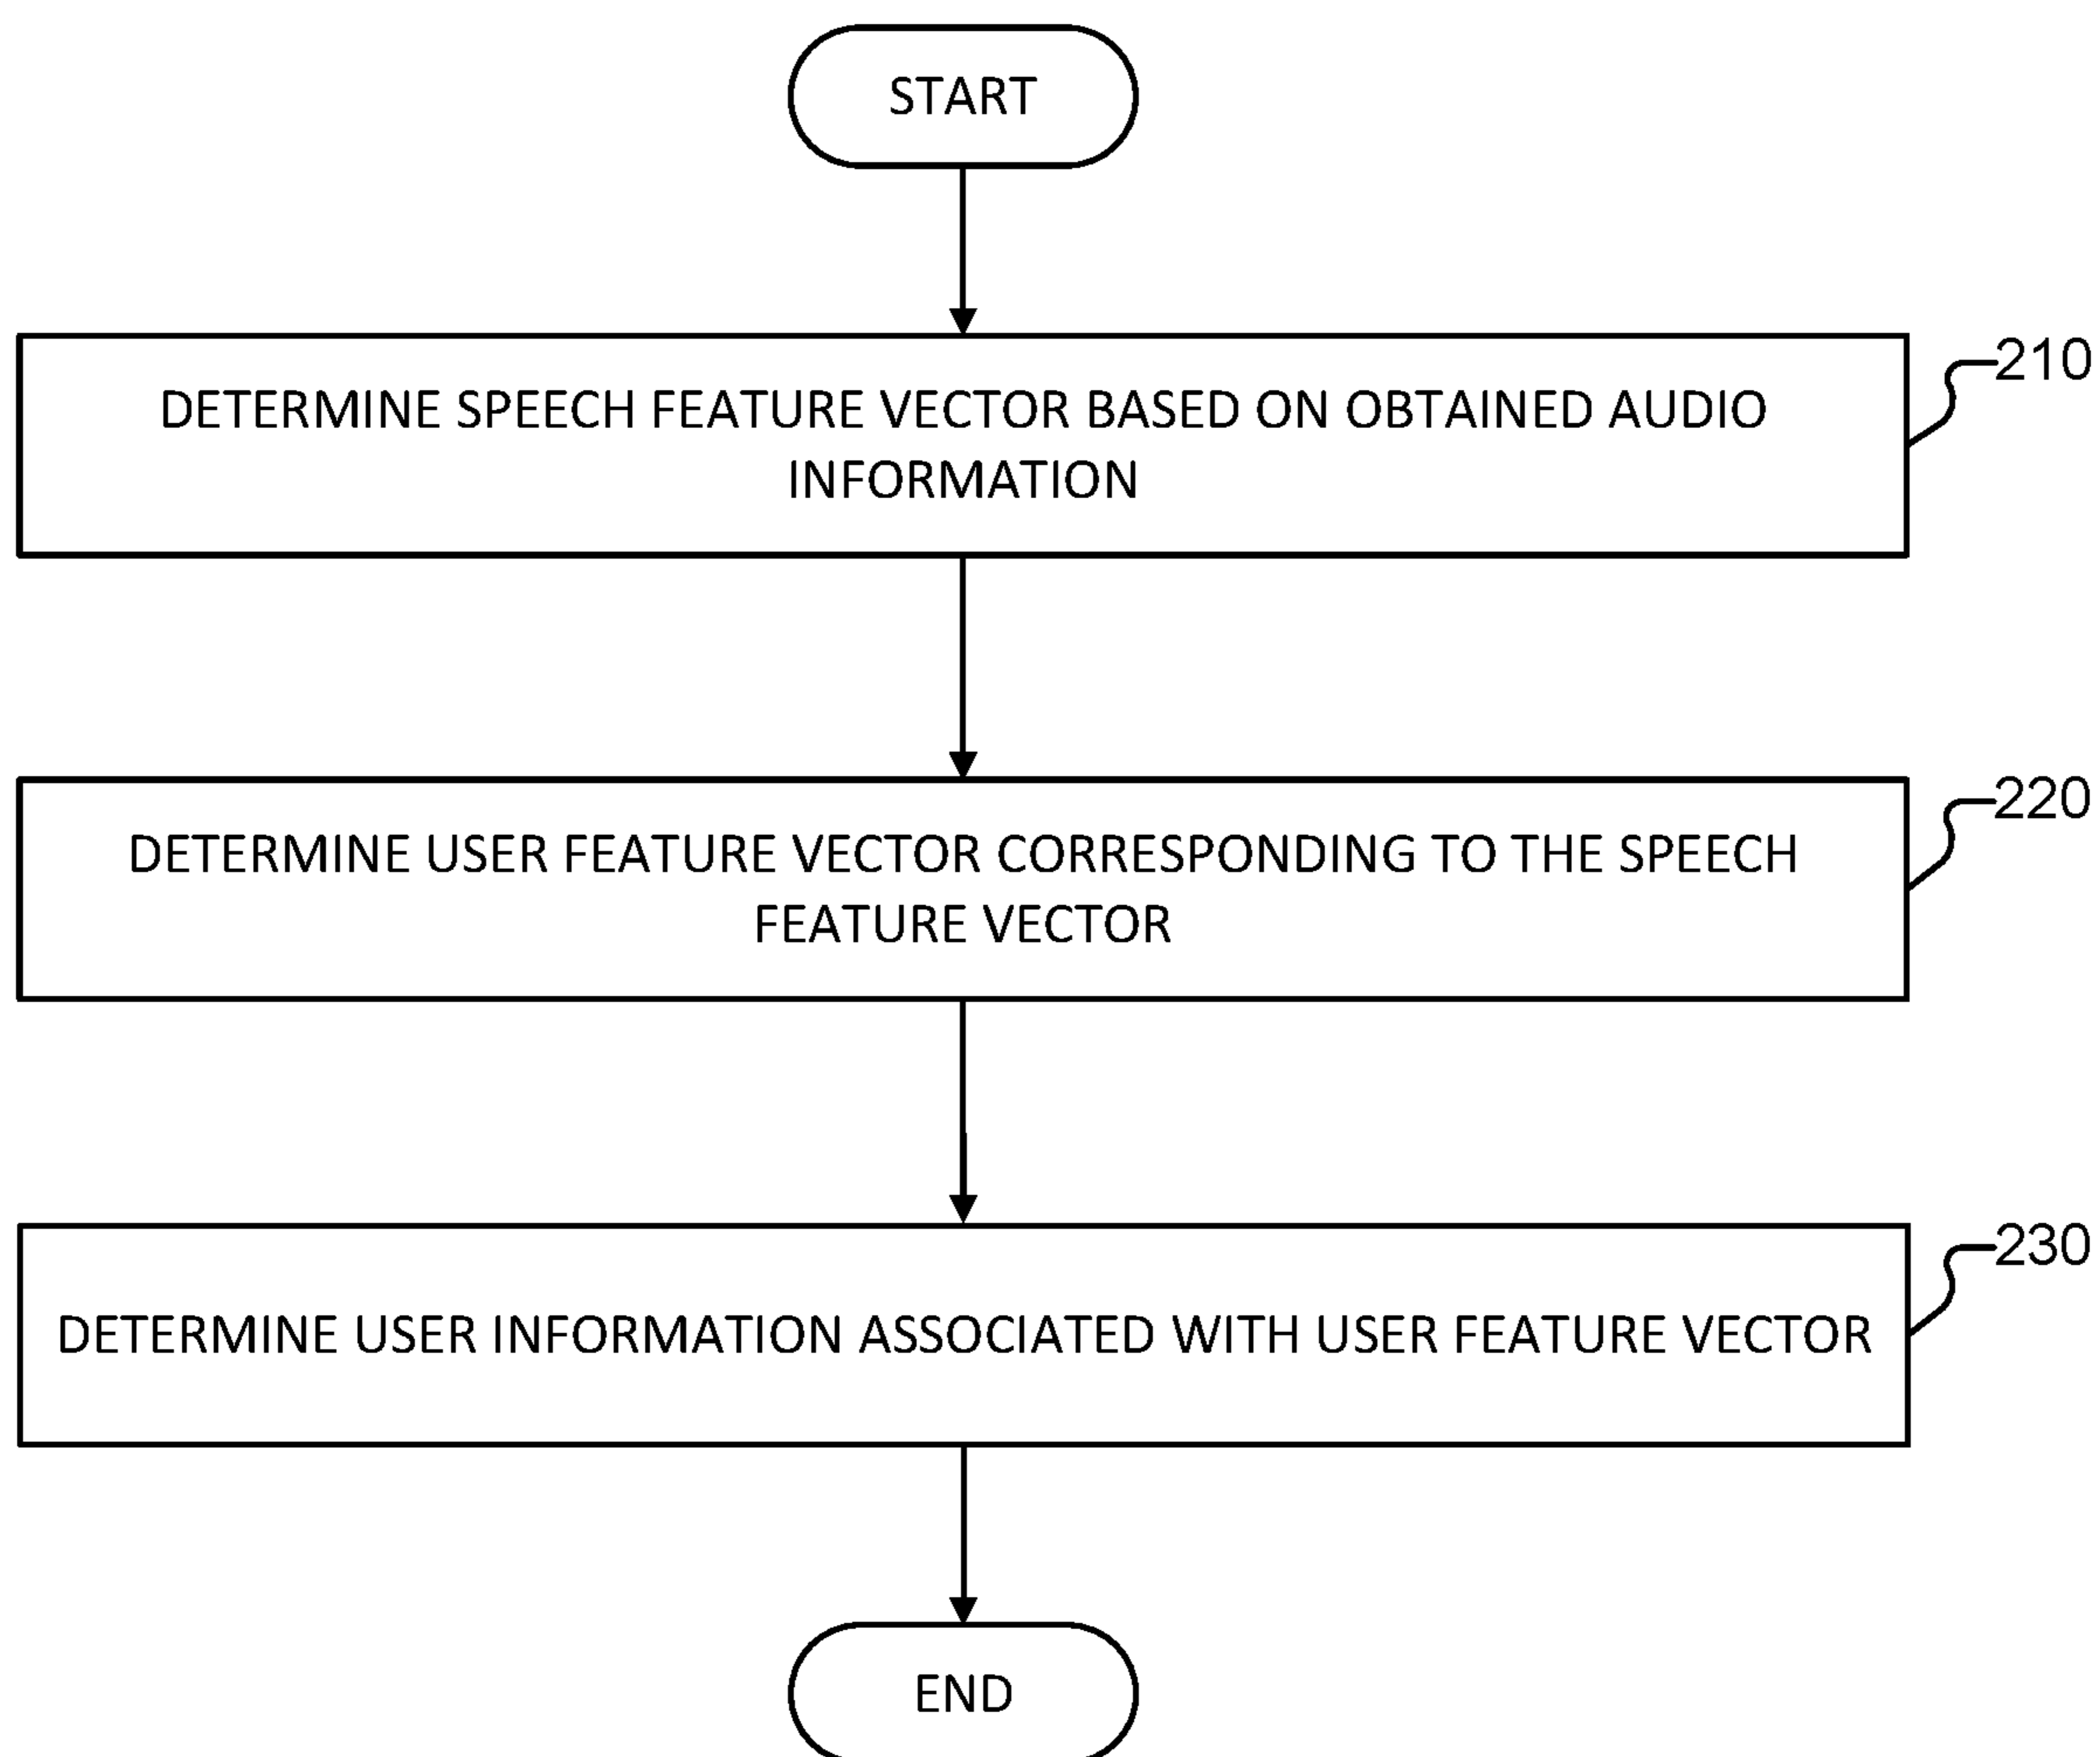 START
210
DETERMINE SPEECH FEATURE VECTOR BASED ON OBTAINED AUDIO
INFORMATION
220
DETERMINE USER FEATURE VECTOR CORRESPONDING TO THE SPEECH
FEATURE VECTOR
230
DETERMINE USER INFORMATION ASSOCIATED WITH USER FEATURE VECTOR
END